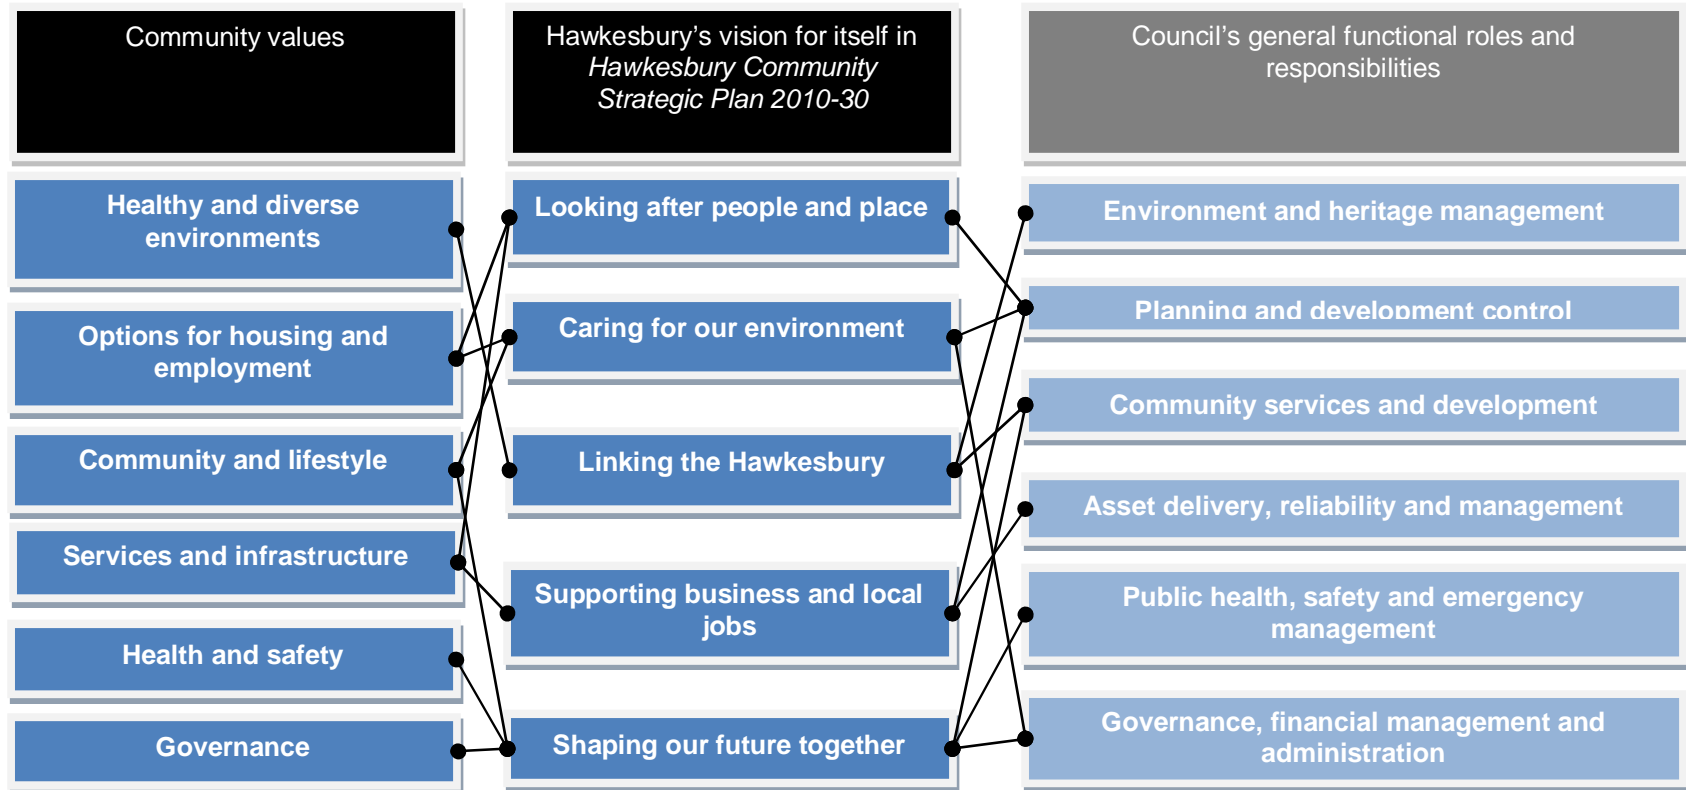 Community values
Hawkesbury's vision for itself in
Hawkesbury Community
Strategic Plan 2010-30
Council's general functional roles and
responsibilities
Healthy and diverse
environments
Options for housing and
employment
Community and lifestyle
Services and infrastructure
Health and safety
Governance
Looking after people and place
Caring for our environment
Linking the Hawkesbury
Supporting business and local
jobs
Shaping our future together
Environment and heritage management
Planning and development control
Community services and development
Asset delivery, reliability and management
Public health, safety and emergency
management
Governance, financial management and
administration